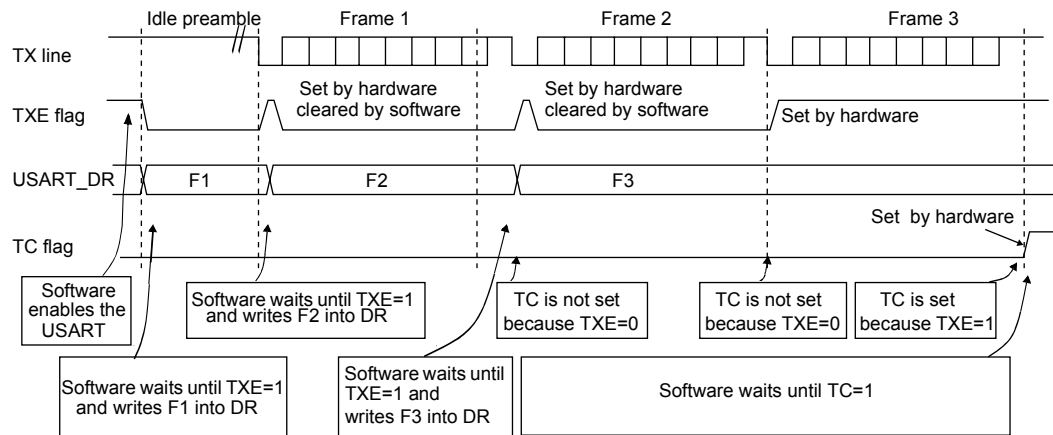 Idle preamble
Frame 1
Frame 2
Frame 3
TX line
TXE flag
Set by hardware
cleared by software
Set by hardware
cleared by software
Set by hardware
USART_DR
F1
F2
F3
TC flag
Set by hardware
Software
enables the
USART
Software waits until TXE=1
and writes F2 into DR
TC is not set
because TXE=0
TC is not set
because TXE=0
TC is set
because TXE=1
Software waits until TXE=1
and writes F1 into DR
Software waits until
TXE=1 and
writes F3 into DR
Software waits until TC=1